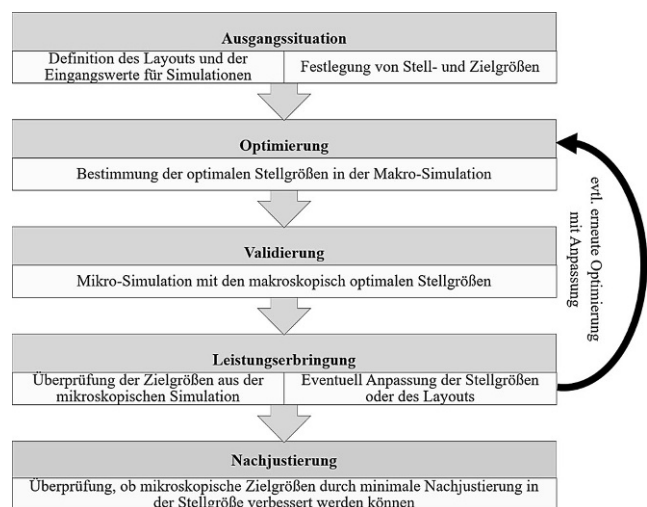 Ausgangssituation
Definition des Layouts und der
Eingangswerte für Simulationen
Festlegung von Stell- und Zielgrößen
Optimierung
Bestimmung der optimalen Stellgrößen in der Makro-Simulation
Validierung
Mikro-Simulation mit den makroskopisch optimalen Stellgrößen
Leistungserbringung
Überprüfung der Zielgrößen aus der
mikroskopischen Simulation
Eventuell Anpassung der Stellgrößen
oder des Layouts
evtl. erneute Optimierung
mit Anpassung
Nachjustierung
Überprüfung, ob mikroskopische Zielgrößen durch minimale Nachjustierung in
der Stellgröße verbessert werden können